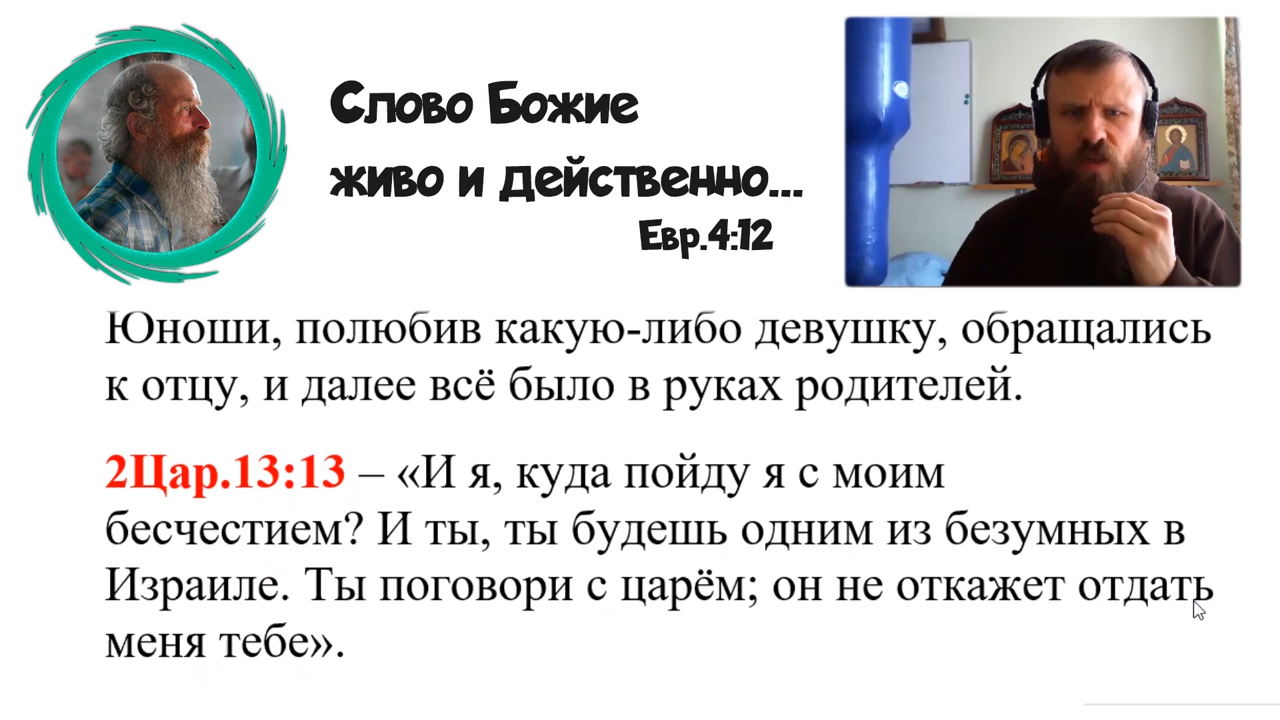 Слово Божие
живо и действенно...
Евр.4:12
Юноши, полюбив какую-либо девушку, обращались
к отцу, и далее всё было в руках родителей.
2Цар.13:13 – «И я, куда пойду я с моим
бесчестием? И ты, ты будешь одним из безумных в
Израиле. Ты поговори с царём; он не откажет отдать
меня тебе».